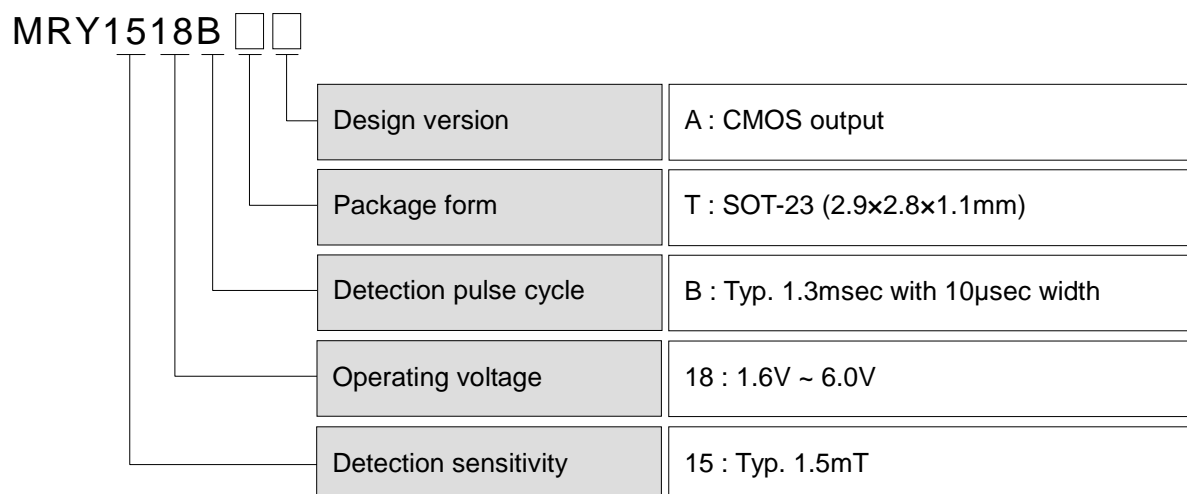 MRY1518B □□
Design version A : CMOS output
Package form T : SOT-23 (2.9×2.8×1.1mm)
Detection pulse cycle B : Typ. 1.3msec with 10μsec width
Operating voltage 18 : 1.6V ~ 6.0V
Detection sensitivity 15 : Typ. 1.5mT